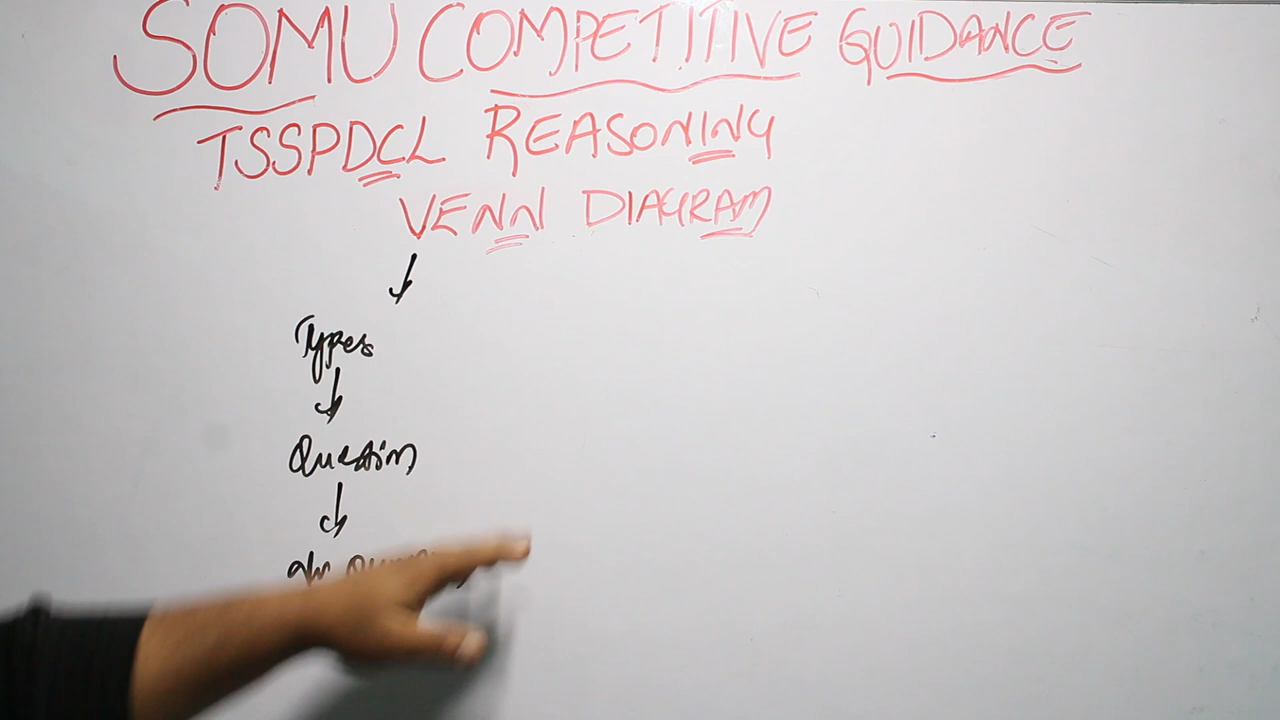 SOMU COMPETITIVE GUIDANCE
TSSPDCL REASONING
VENN DIAGRAM
Types
Question